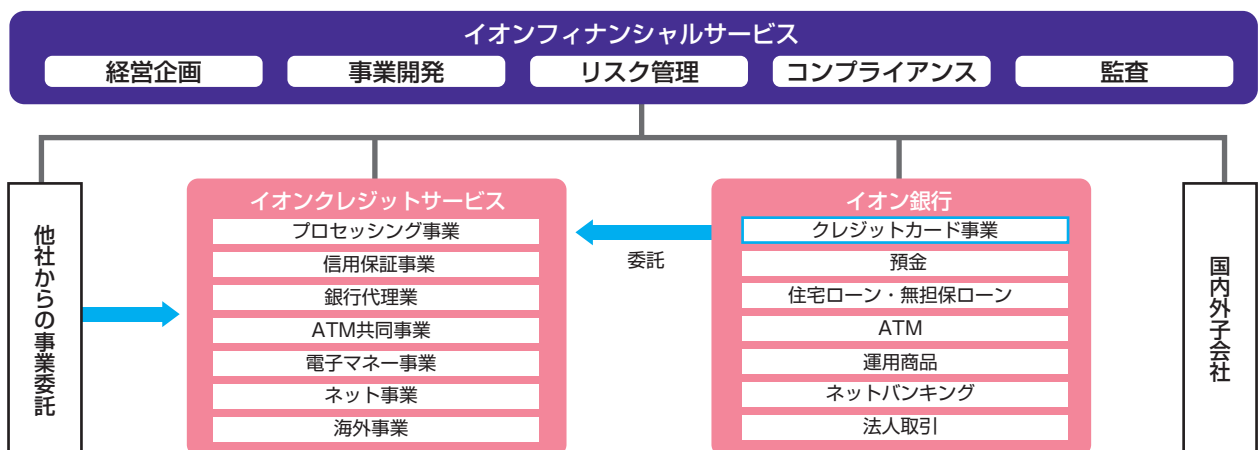 イオンフィナンシャルサービス
経営企画
事業開発
リスク管理
コンプライアンス
監査
他社からの事業委託
イオンクレジットサービス
プロセッシング事業
信用保証事業
銀行代理業
ATM共同事業
電子マネー事業
ネット事業
海外事業
委託
イオン銀行
クレジットカード事業
預金
住宅ローン・無担保ローン
ATM
運用商品
ネットバンキング
法人取引
国内外子会社